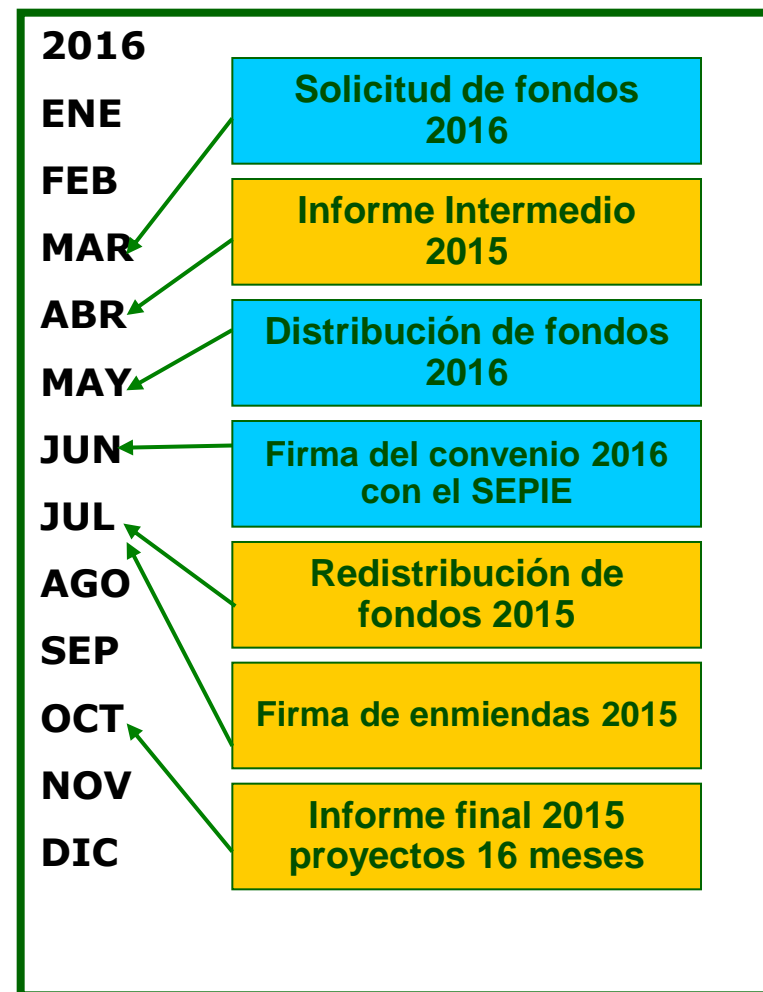 2016
ENE
FEB
MAR
ABR
MAY
JUN
JUL
AGO
SEP
OCT
NOV
DIC
Solicitud de fondos
2016
Informe Intermedio
2015
Distribución de fondos
2016
Firma del convenio 2016
con el SEPIE
Redistribución de
fondos 2015
Firma de enmiendas 2015
Informe final 2015
proyectos 16 meses